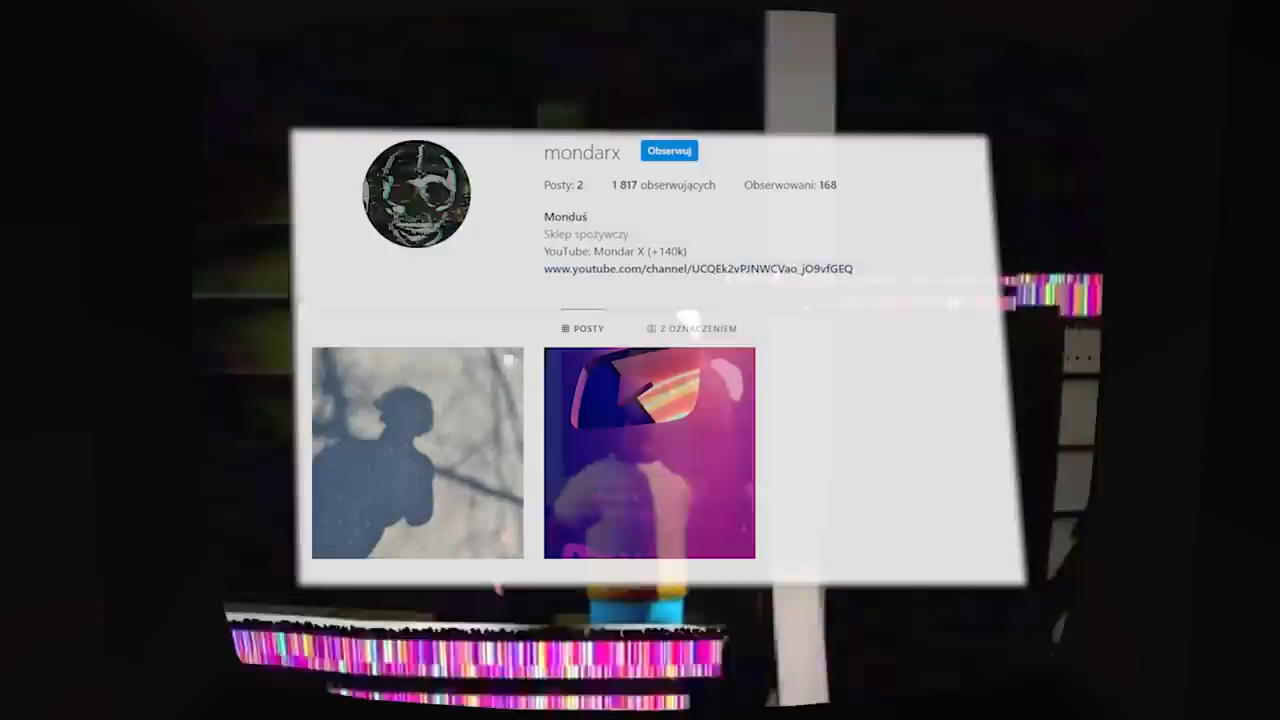 mondarx Obserwuj
Posty: 2 1 817 obserwujących Obserwowani: 168
Monduś
Sklep spożywczy
YouTube: Mondar X (+140k)
www.youtube.com/channel/UCQEk2vPJNWCVao_jO9vfGEQ
POSTY Z OZNACZENIEM